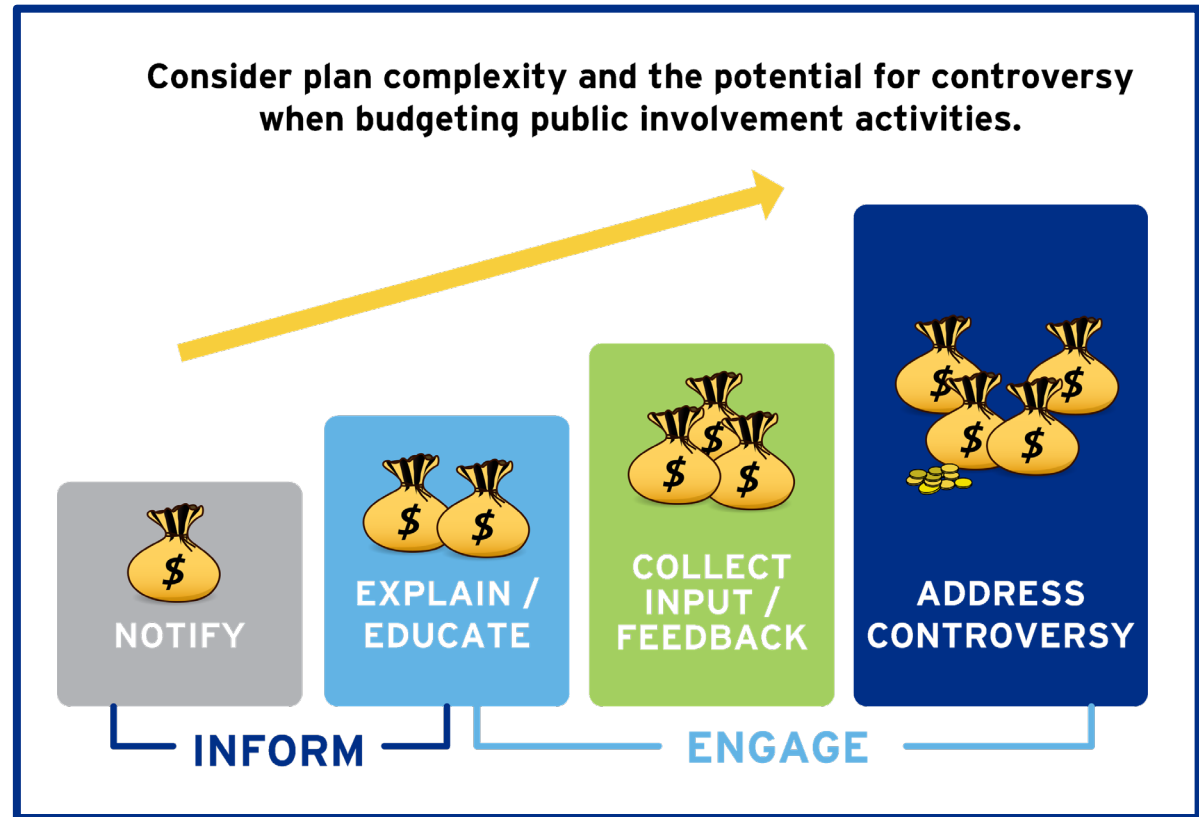 Consider plan complexity and the potential for controversy
when budgeting public involvement activities.
$
NOTIFY
$ $
EXPLAIN /
EDUCATE
$
$ $
COLLECT
INPUT /
FEEDBACK
$ $
$ $
ADDRESS
CONTROVERSY
INFORM
ENGAGE